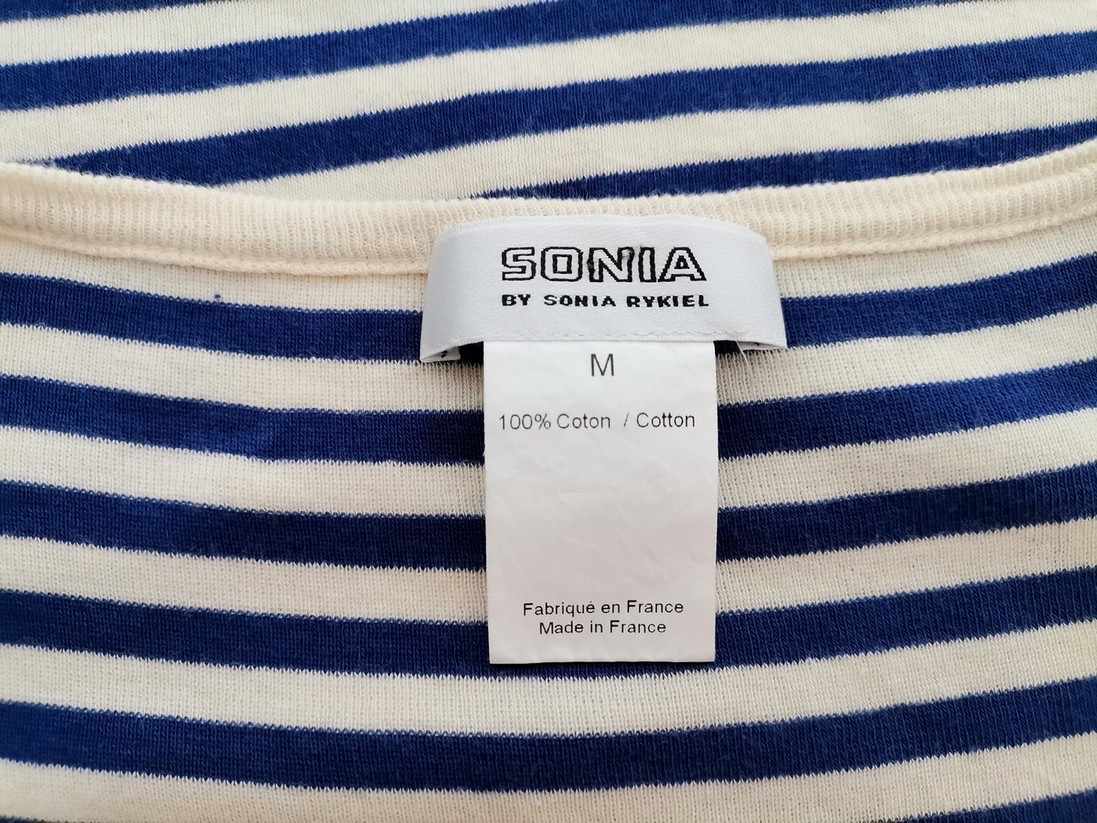 SONIA
BY SONIA RYKIEL
M
100% Coton / Cotton
Fabriqué en France
Made in France